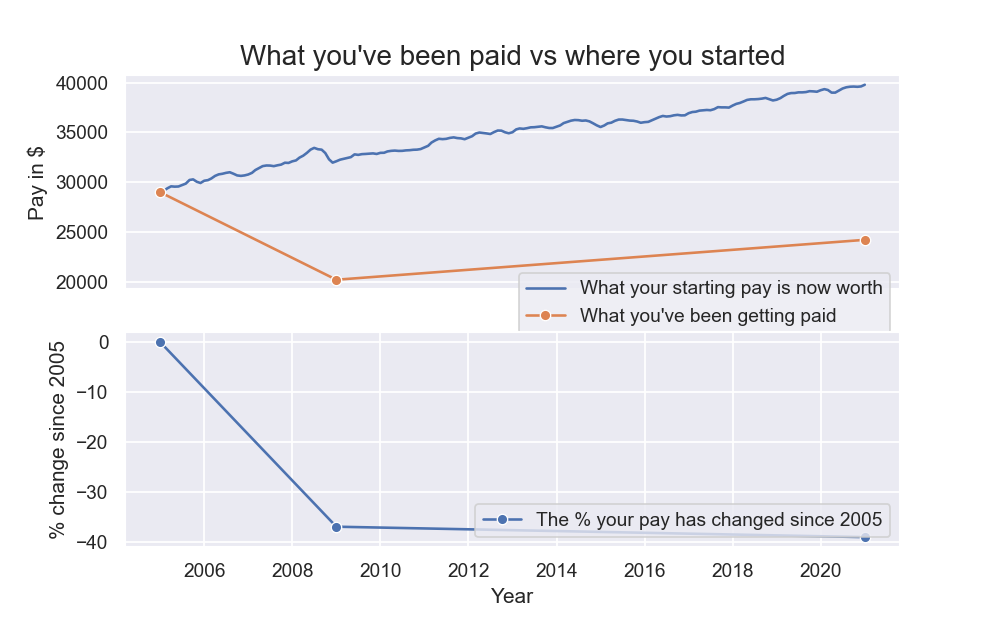 What you've been paid vs where you started
40000
35000
30000
25000
20000
Pay in $
What your starting pay is now worth
What you've been getting paid
0
−10
−20
−30
−40
% change since 2005
The % your pay has changed since 2005
2006 2008 2010 2012 2014 2016 2018 2020
Year